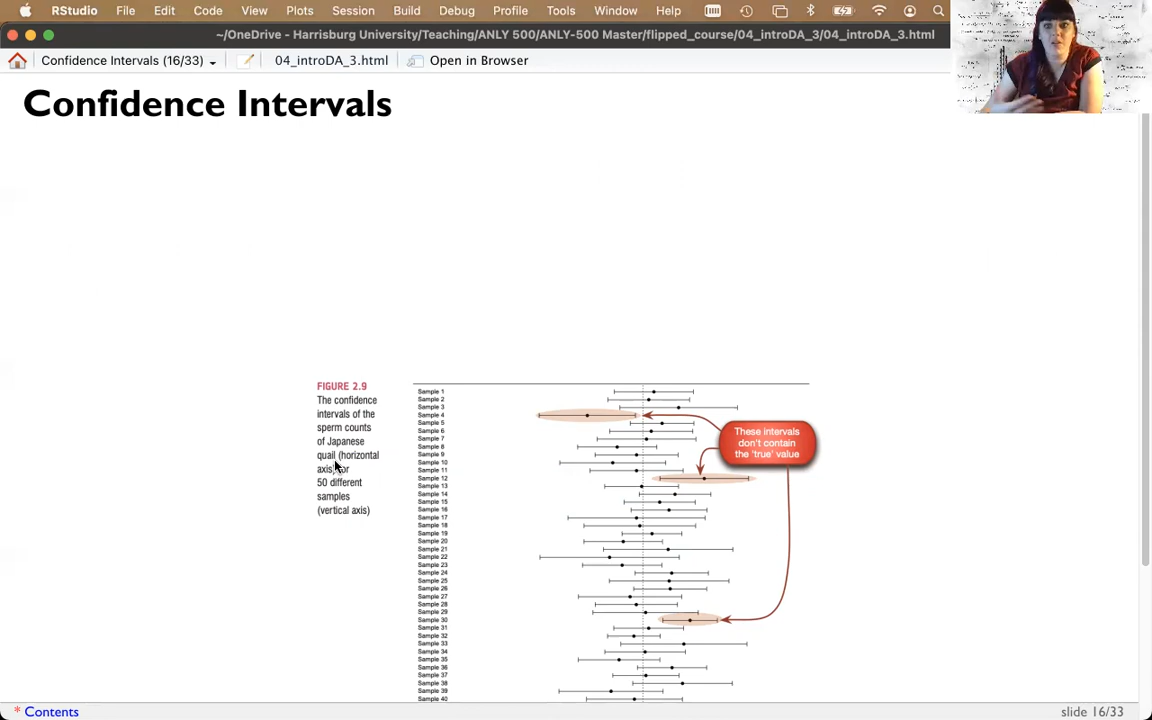 RStudio File Edit View Session Build Debug Profile Tools Window Help
~/OneDrive - Harrisburg University/Teaching/ANLY 500/ANLY-500 Master/flipped_course/04_introDA_3/04_introDA_3.html
Confidence Intervals (16/33) 04_introDA_3.html Open in Browser
Confidence Intervals
FIGURE 2.9
The confidence
intervals of the
sperm counts
of Japanese
quail (horizontal
axis) for
50 different
samples
(vertical axis)
Sample 1
Sample 2
Sample 3
Sample 4
Sample 5
Sample 6
Sample 7
Sample 8
Sample 9
Sample 10
Sample 11
Sample 12
Sample 13
Sample 14
Sample 15
Sample 16
Sample 17
Sample 18
Sample 19
Sample 20
Sample 21
Sample 22
Sample 23
Sample 24
Sample 25
Sample 26
Sample 27
Sample 28
Sample 29
Sample 30
Sample 31
Sample 32
Sample 33
Sample 34
Sample 35
Sample 36
Sample 37
Sample 38
Sample 39
Sample 40
These intervals
don't contain
the 'true' value
* Contents
slide 16/33